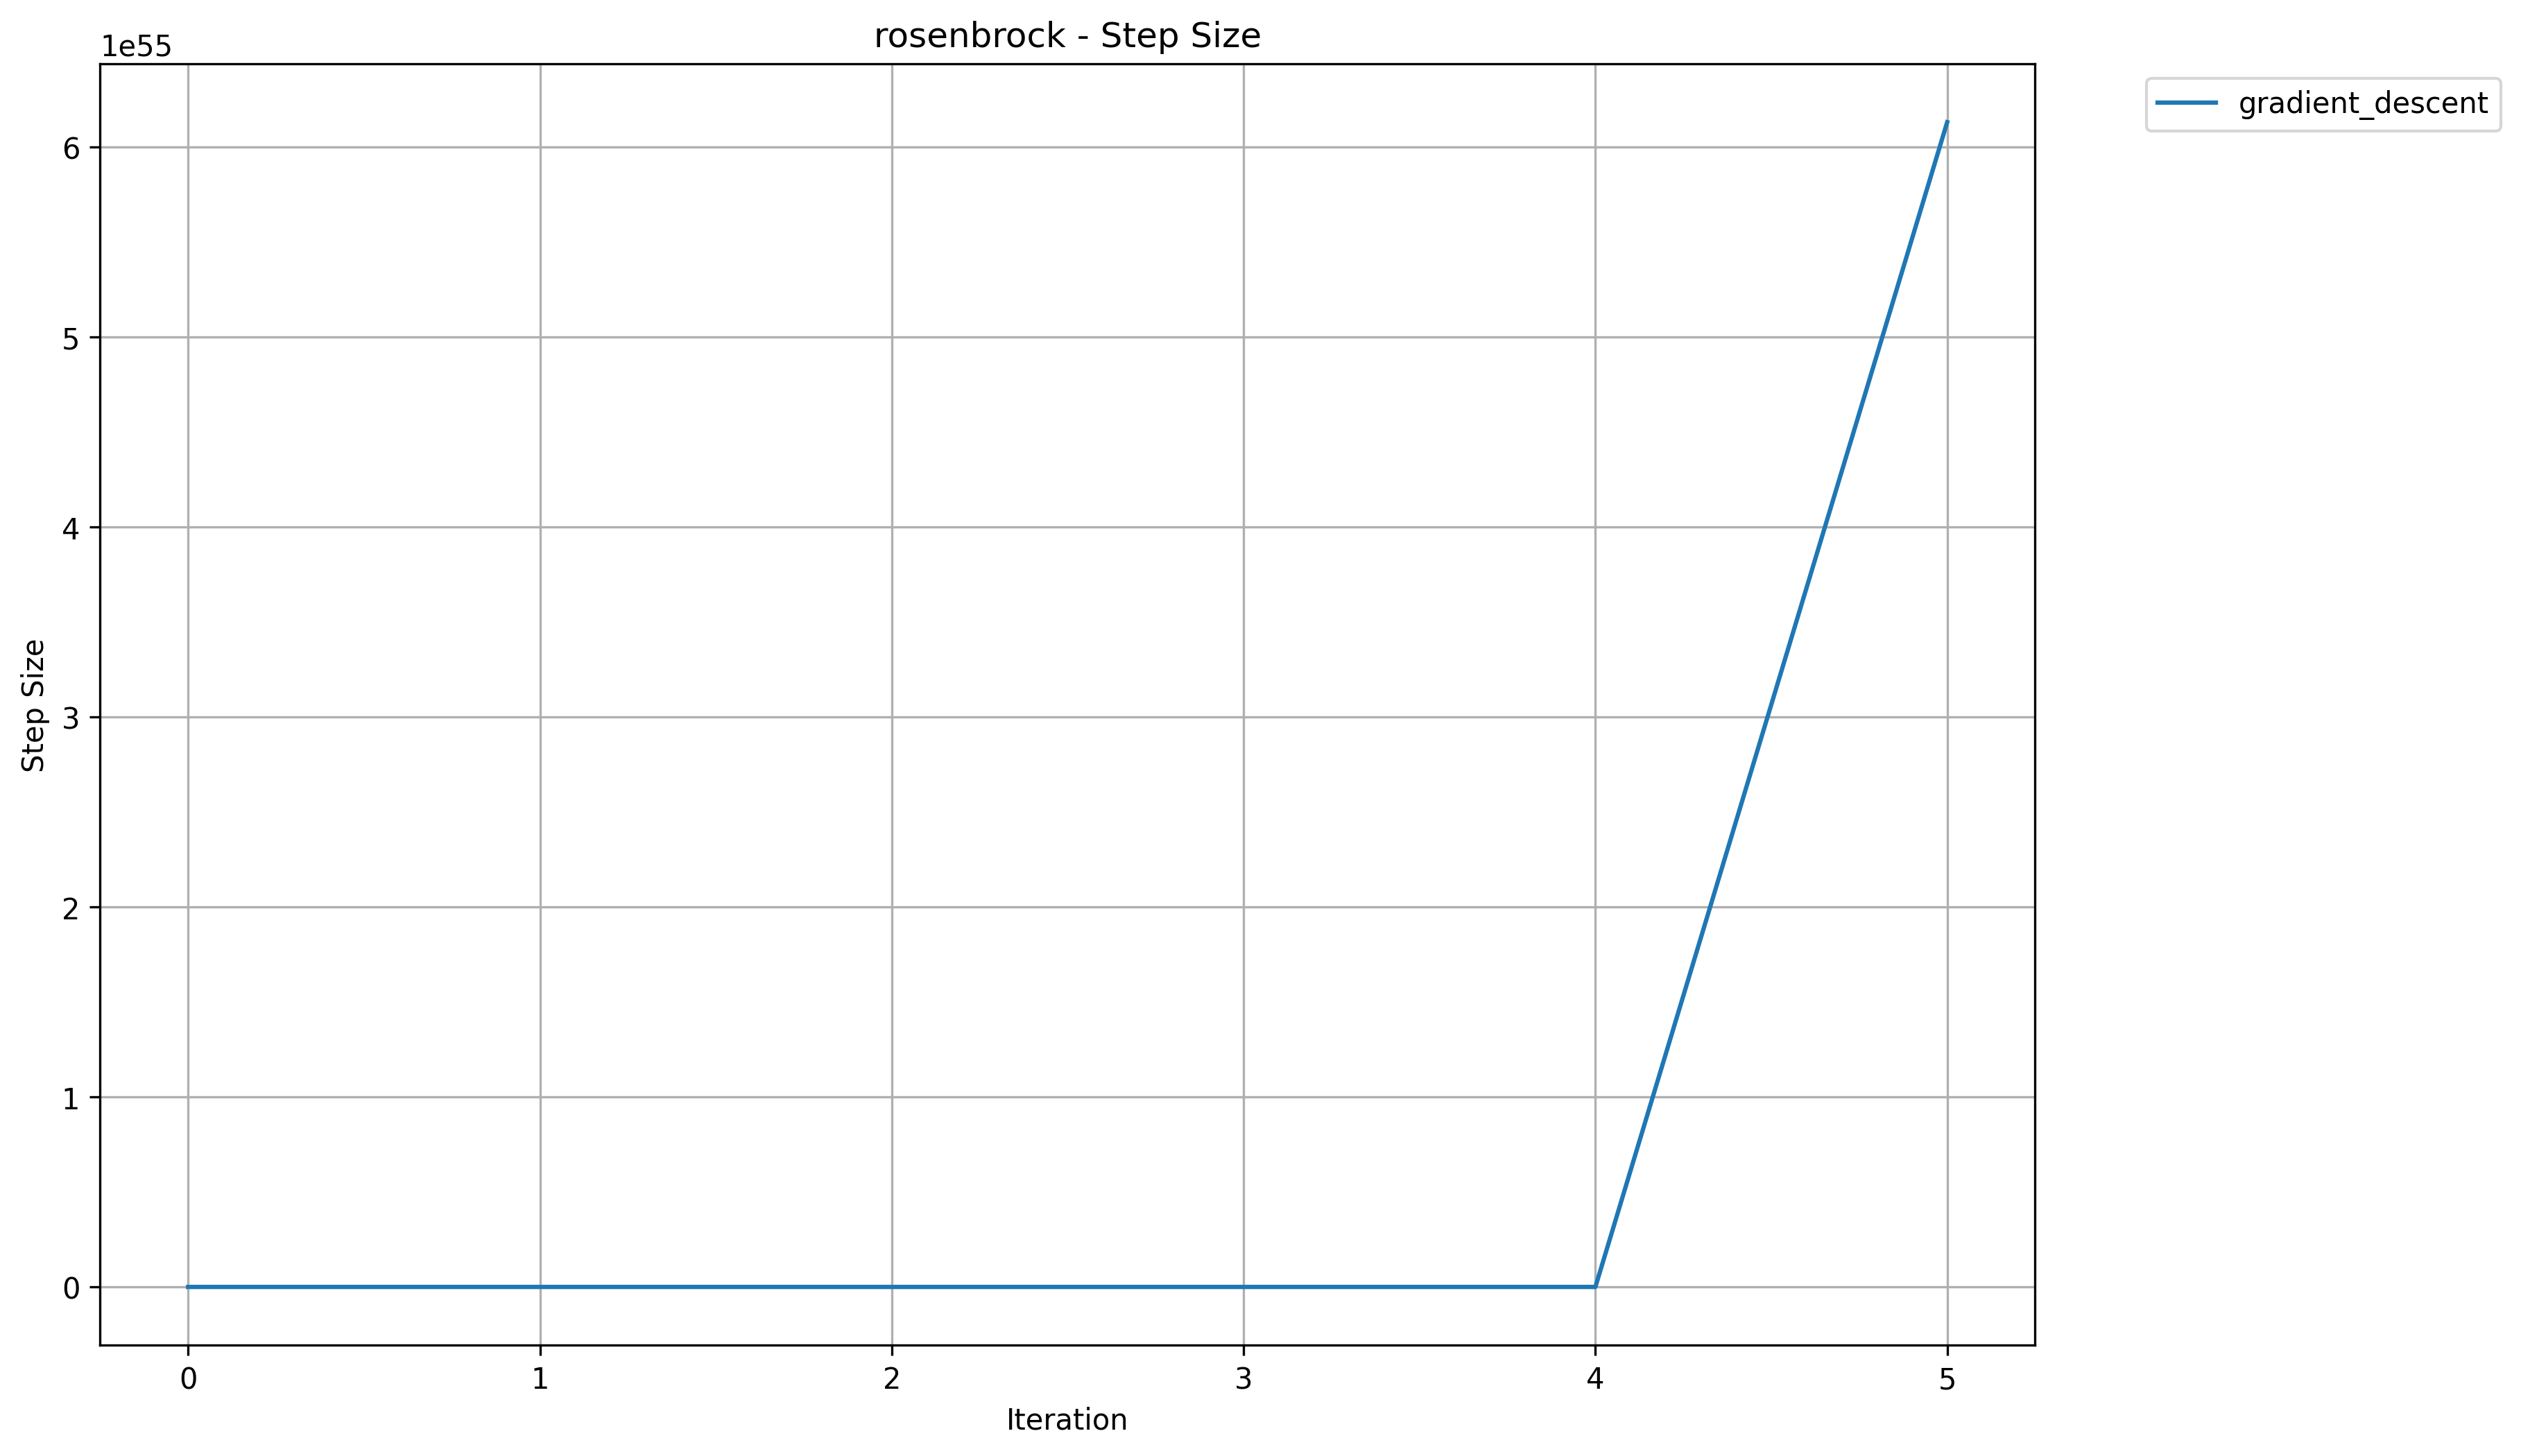 rosenbrock - Step Size
1e55
gradient_descent
6
5
4
3
2
1
0
Step Size
0 1 2 3 4 5
Iteration